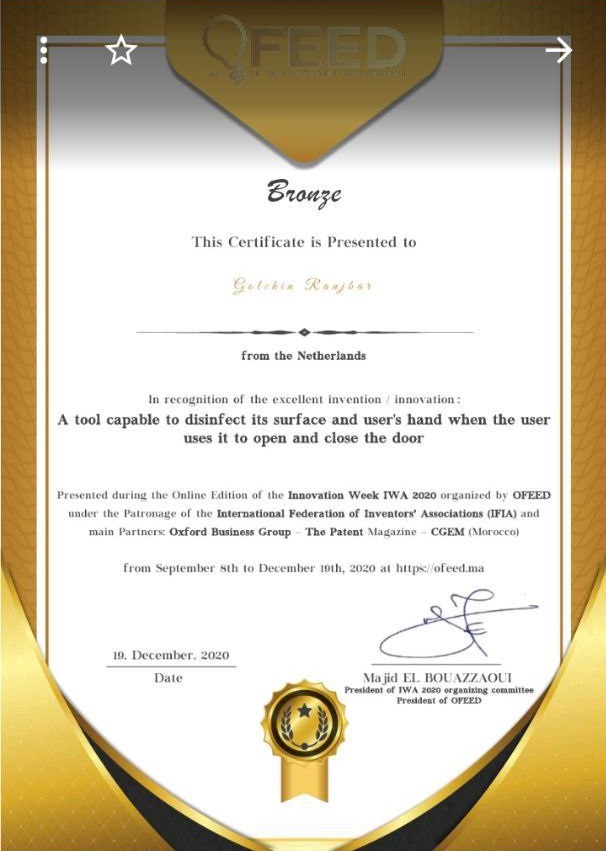 OFEED
Bronze
This Certificate is Presented to
Golchin Ranjbar
from the Netherlands
In recognition of the excellent invention / innovation :
A tool capable to disinfect its surface and user's hand when the user
uses it to open and close the door
Presented during the Online Edition of the Innovation Week IWA 2020 organized by OFEED
under the Patronage of the International Federation of Inventors' Associations (IFIA) and
main Partners: Oxford Business Group – The Patent Magazine – CGEM (Morocco)
from September 8th to December 19th, 2020 at https://ofeed.ma
19. December. 2020
Date
Majid EL BOUAZZAOUI
President of IWA 2020 organizing committee
President of OFEED